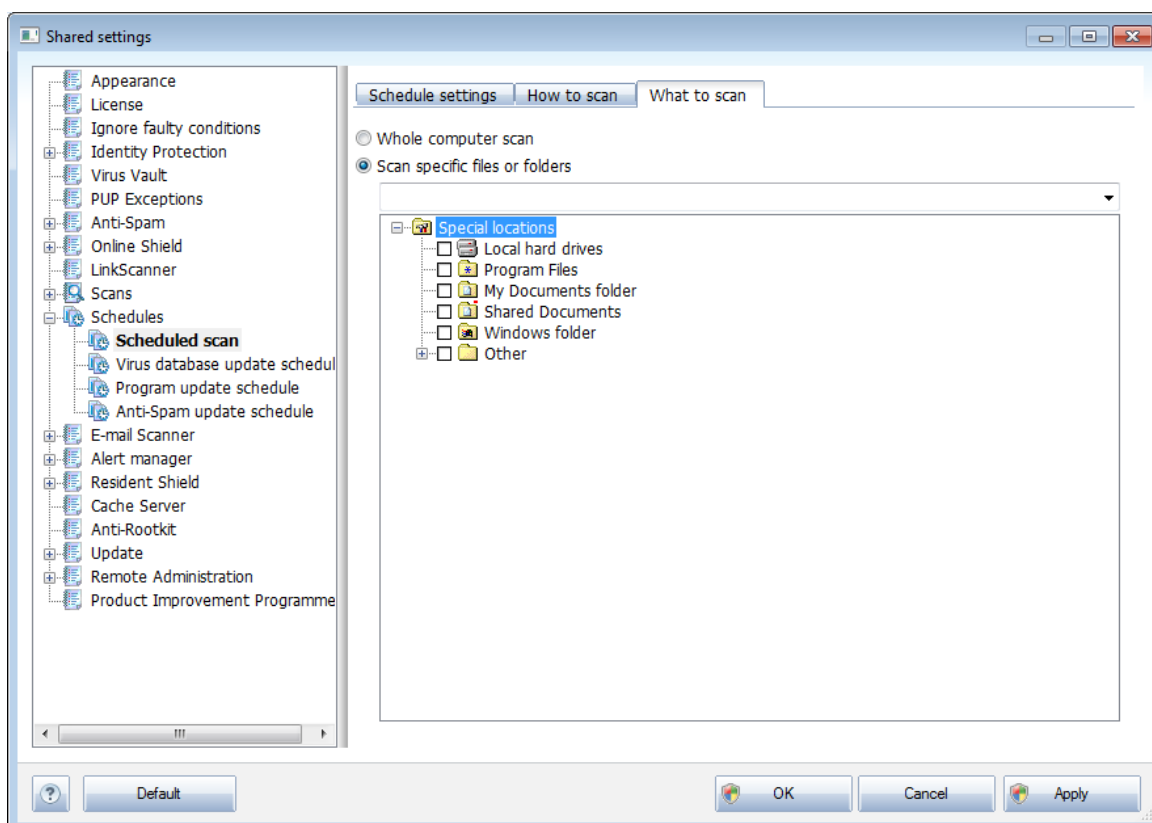 Shared settings
Appearance
License
Ignore faulty conditions
Identity Protection
Virus Vault
PUP Exceptions
Anti-Spam
Online Shield
LinkScanner
Scans
Schedules
Scheduled scan
Virus database update schedul
Program update schedule
Anti-Spam update schedule
E-mail Scanner
Alert manager
Resident Shield
Cache Server
Anti-Rootkit
Update
Remote Administration
Product Improvement Programme
Schedule settings How to scan What to scan
Whole computer scan
Scan specific files or folders
Special locations
Local hard drives
Program Files
My Documents folder
Shared Documents
Windows folder
Other
? Default OK Cancel Apply